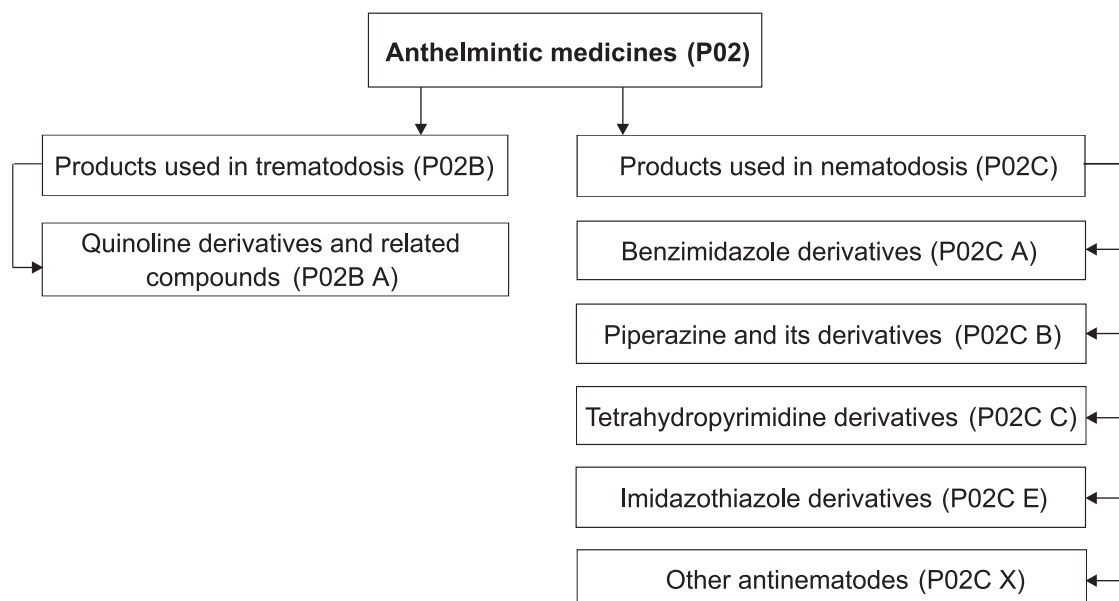 Anthelmintic medicines (P02)
Products used in trematodosis (P02B)
Quinoline derivatives and related
compounds (P02B A)
Products used in nematodosis (P02C)
Benzimidazole derivatives (P02C A)
Piperazine and its derivatives (P02C B)
Tetrahydropyrimidine derivatives (P02C C)
Imidazothiazole derivatives (P02C E)
Other antinematodes (P02C X)